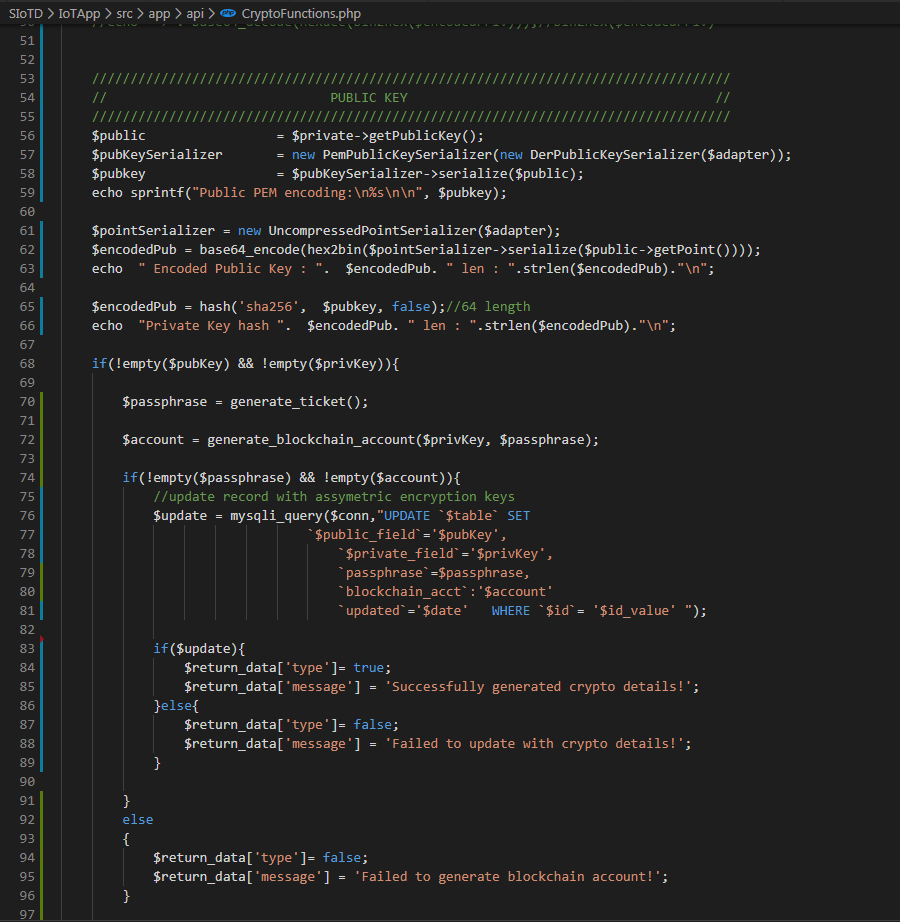 SIoTD > IoTApp > src > app > api > php CryptoFunctions.php
51
52
53 ///////////////////////////////////////////////////////////////////////////////////
54 // PUBLIC KEY //
55 ///////////////////////////////////////////////////////////////////////////////////
56 $public = $private->getPublicKey();
57 $pubKeySerializer = new PemPublicKeySerializer(new DerPublicKeySerializer($adapter));
58 $pubkey = $pubKeySerializer->serialize($public);
59 echo sprintf("Public PEM encoding:\n%s\n\n", $pubkey);
60
61 $pointSerializer = new UncompressedPointSerializer($adapter);
62 $encodedPub = base64_encode(hex2bin($pointSerializer->serialize($public->getPoint())));
63 echo " Encoded Public Key : ". $encodedPub. " len : ".strlen($encodedPub)."\n";
64
65 $encodedPub = hash('sha256', $pubkey, false);//64 length
66 echo "Private Key hash ". $encodedPub. " len : ".strlen($encodedPub)."\n";
67
68 if(!empty($pubKey) && !empty($privKey)){
69
70 $passphrase = generate_ticket();
71
72 $account = generate_blockchain_account($privKey, $passphrase);
73
74 if(!empty($passphrase) && !empty($account)){
75 //update record with assymetric encryption keys
76 $update = mysqli_query($conn,"UPDATE `$table` SET
77 `$public_field`='$pubKey',
78 `$private_field`='$privKey',
79 `passphrase`=$passphrase,
80 `blockchain_acct`:'$account'
81 `updated`='$date' WHERE `$id`= '$id_value' ");
82
83 if($update){
84 $return_data['type']= true;
85 $return_data['message'] = 'Successfully generated crypto details!';
86 }else{
87 $return_data['type']= false;
88 $return_data['message'] = 'Failed to update with crypto details!';
89 }
90
91 }
92 else
93 {
94 $return_data['type']= false;
95 $return_data['message'] = 'Failed to generate blockchain account!';
96 }
97